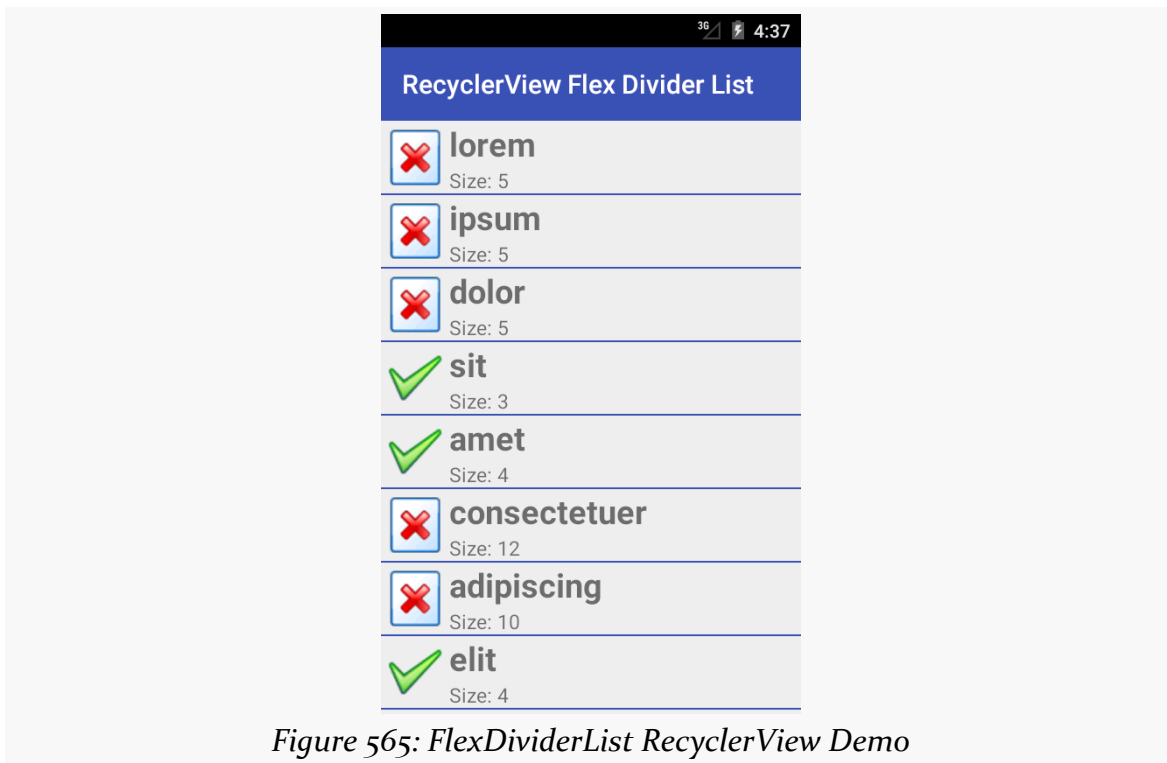 3G 4:37
RecyclerView Flex Divider List
lorem
Size: 5
ipsum
Size: 5
dolor
Size: 5
sit
Size: 3
amet
Size: 4
consectetuer
Size: 12
adipiscing
Size: 10
elit
Size: 4
Figure 565: FlexDividerList RecyclerView Demo